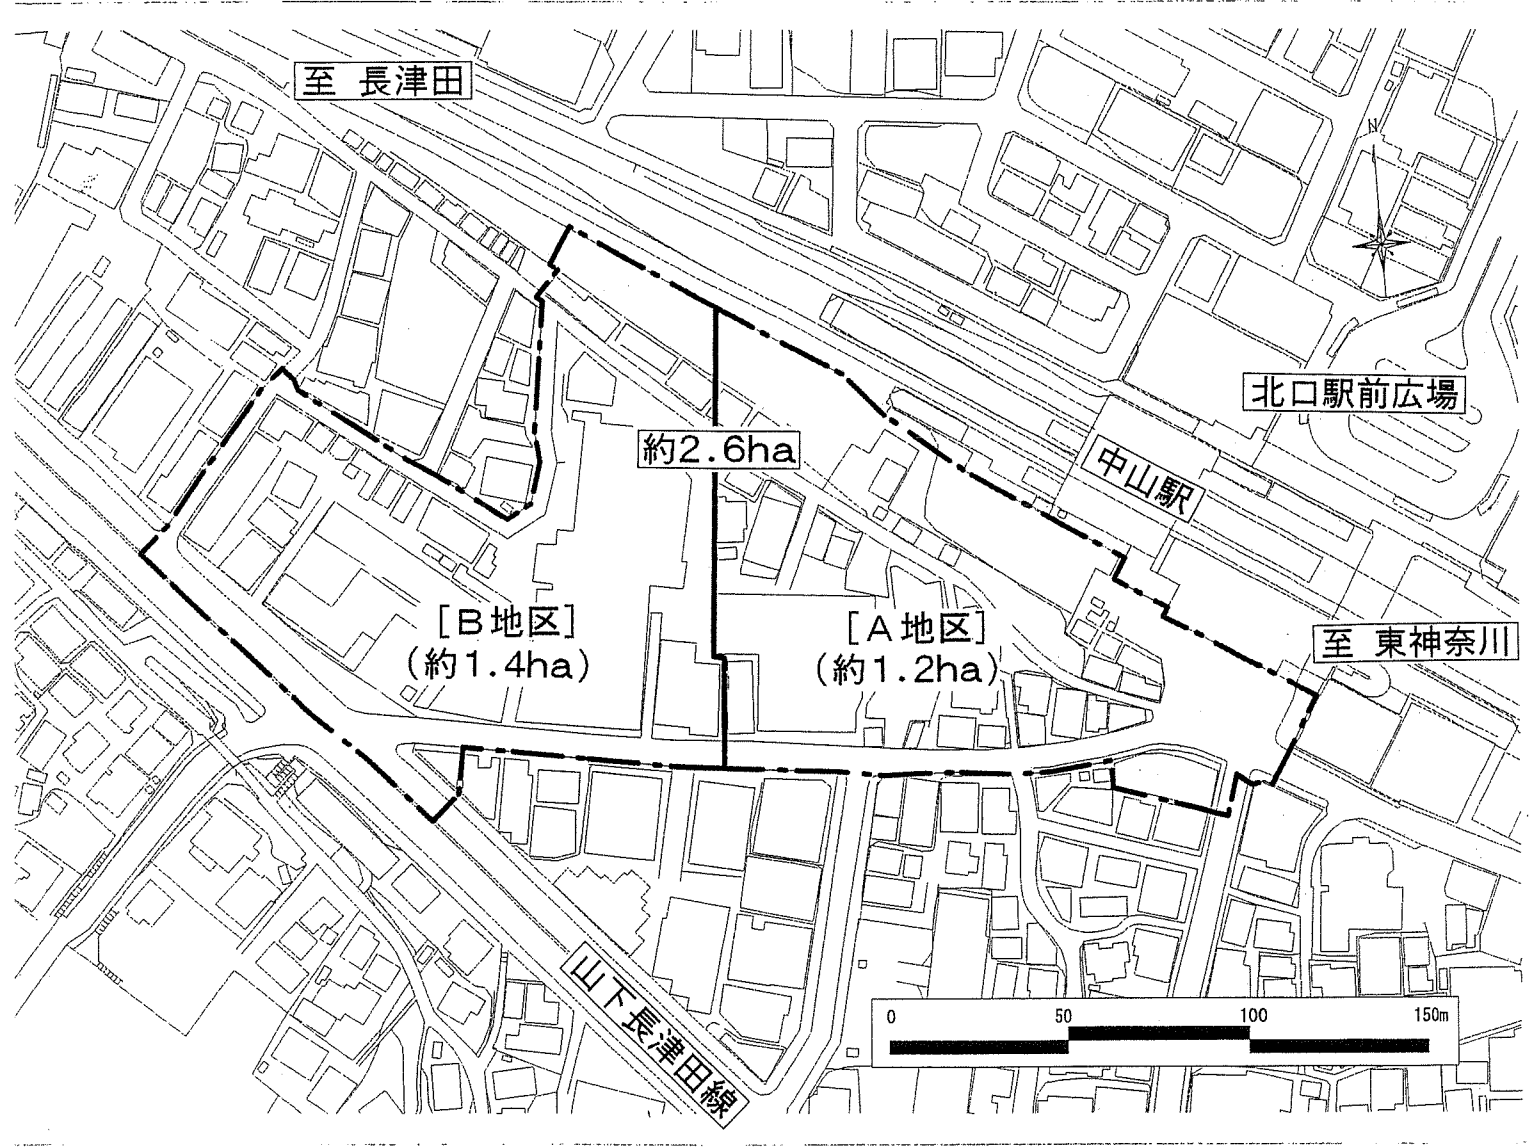 至 長津田
N
北口駅前広場
約2.6ha
中山駅
[B地区]
(約1.4ha)
[A地区]
(約1.2ha)
至 東神奈川
山下長津田線
0 50 100 150m